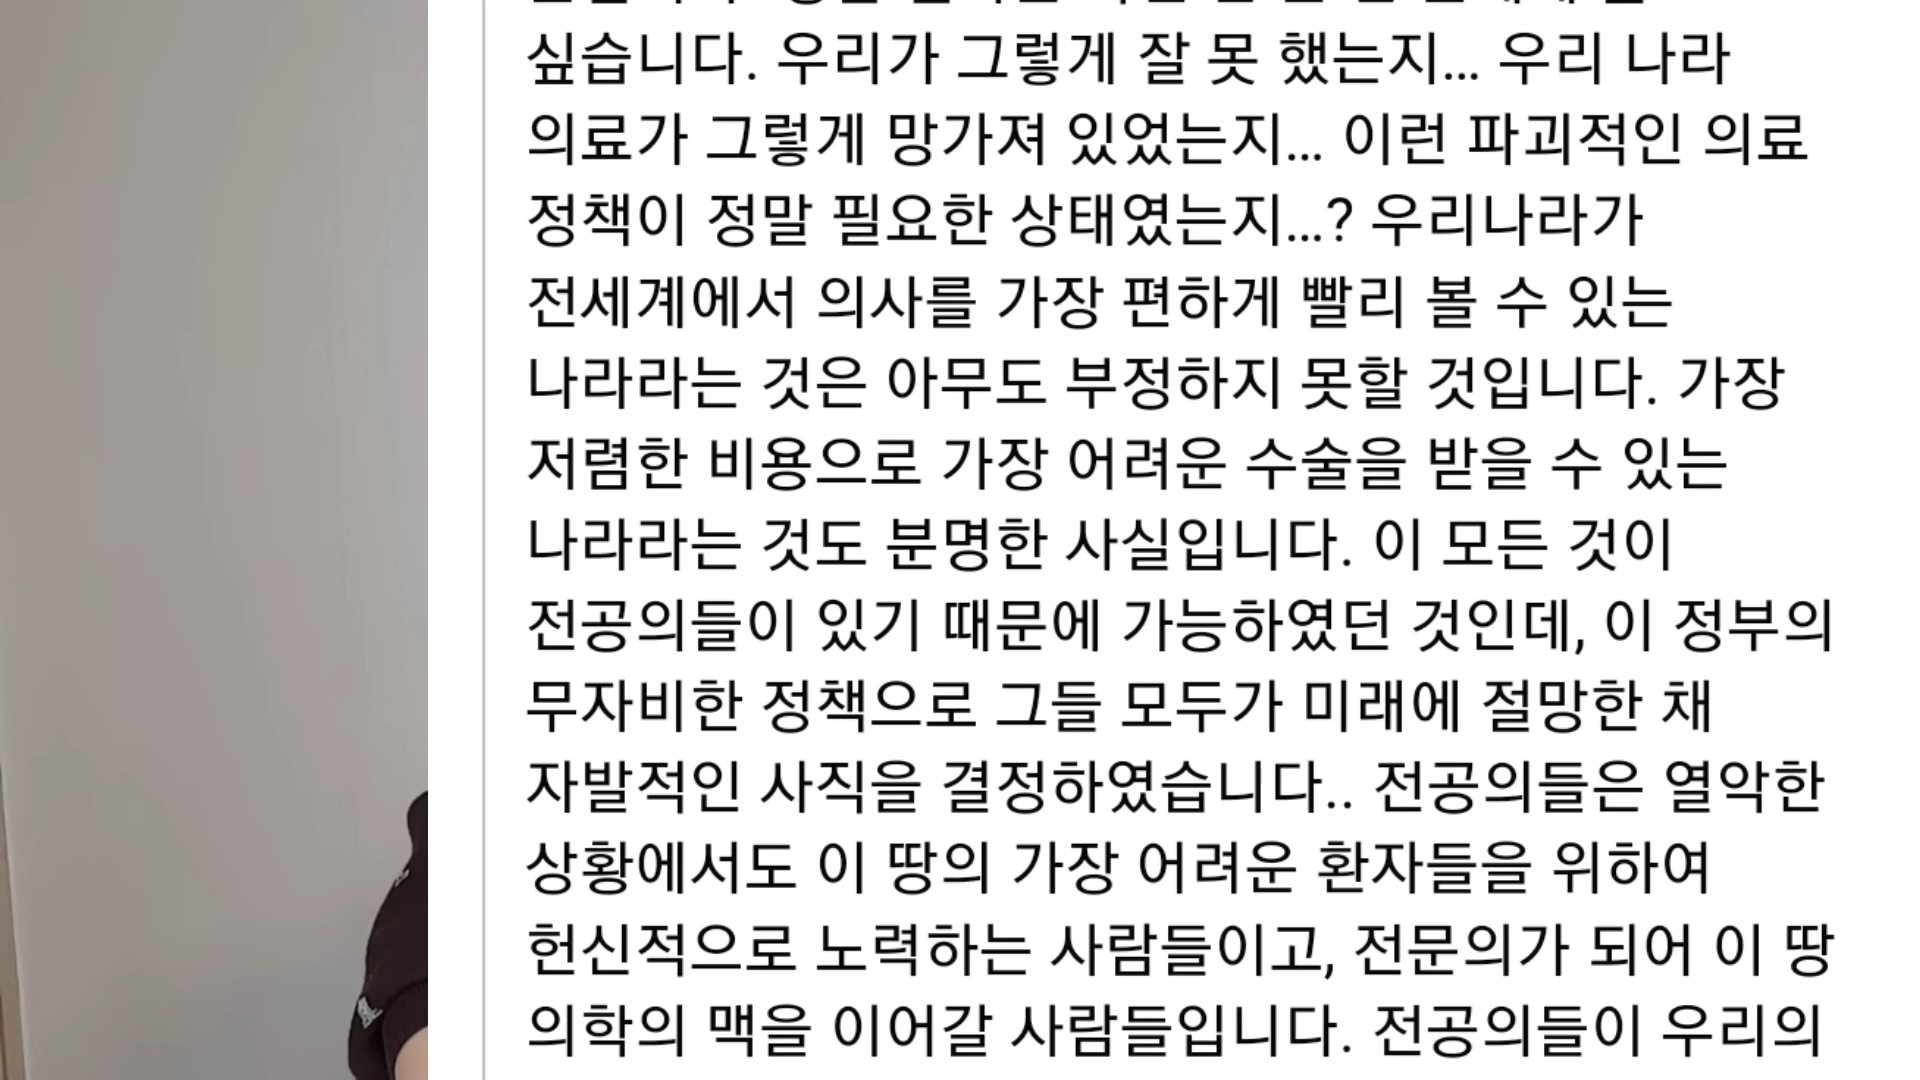 싶습니다. 우리가 그렇게 잘 못 했는지... 우리 나라
의료가 그렇게 망가져 있었는지... 이런 파괴적인 의료
정책이 정말 필요한 상태였는지...? 우리나라가
전세계에서 의사를 가장 편하게 빨리 볼 수 있는
나라라는 것은 아무도 부정하지 못할 것입니다. 가장
저렴한 비용으로 가장 어려운 수술을 받을 수 있는
나라라는 것도 분명한 사실입니다. 이 모든 것이
전공의들이 있기 때문에 가능하였던 것인데, 이 정부의
무자비한 정책으로 그들 모두가 미래에 절망한 채
자발적인 사직을 결정하였습니다.. 전공의들은 열악한
상황에서도 이 땅의 가장 어려운 환자들을 위하여
헌신적으로 노력하는 사람들이고, 전문의가 되어 이 땅
의학의 맥을 이어갈 사람들입니다. 전공의들이 우리의